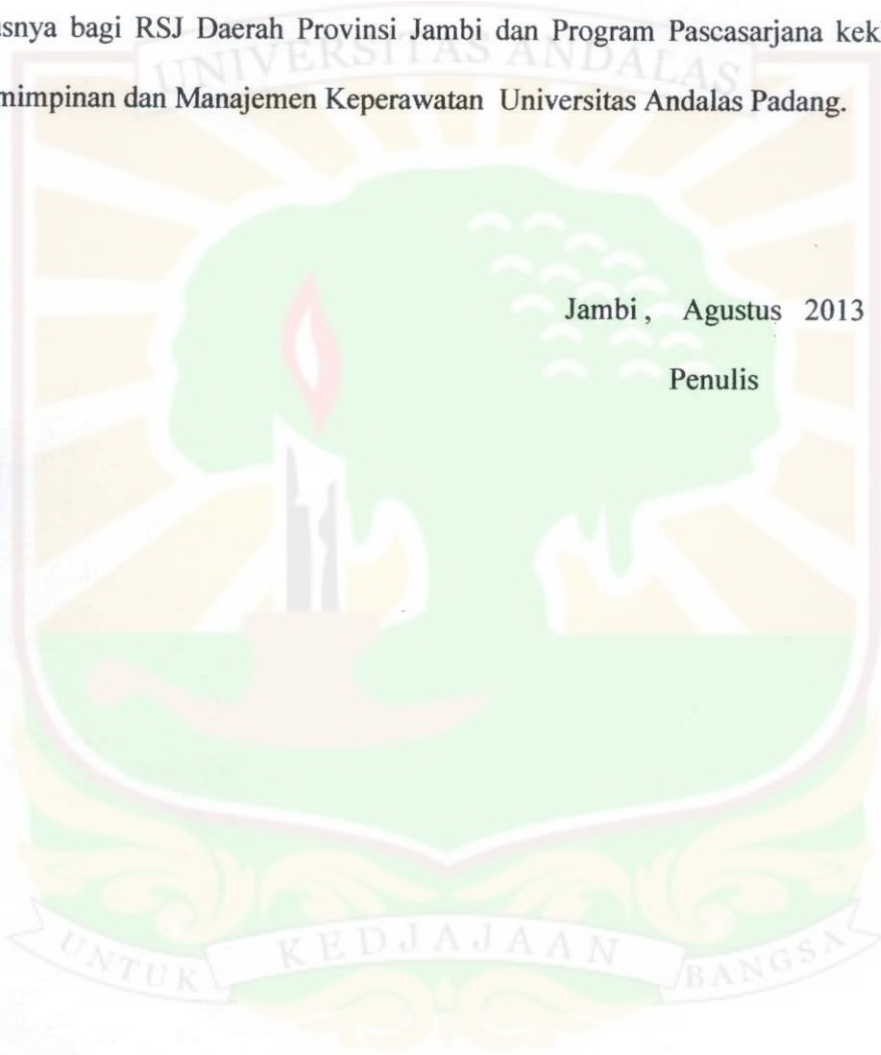 snya bagi RSJ Daerah Provinsi Jambi dan Program Pascasarjana kek
UNIVERSITAS ANDALAS
mimpinan dan Manajemen Keperawatan Universitas Andalas Padang.
Jambi, Agustus 2013
Penulis
UNTUK KEDJAJAAN BANGSA